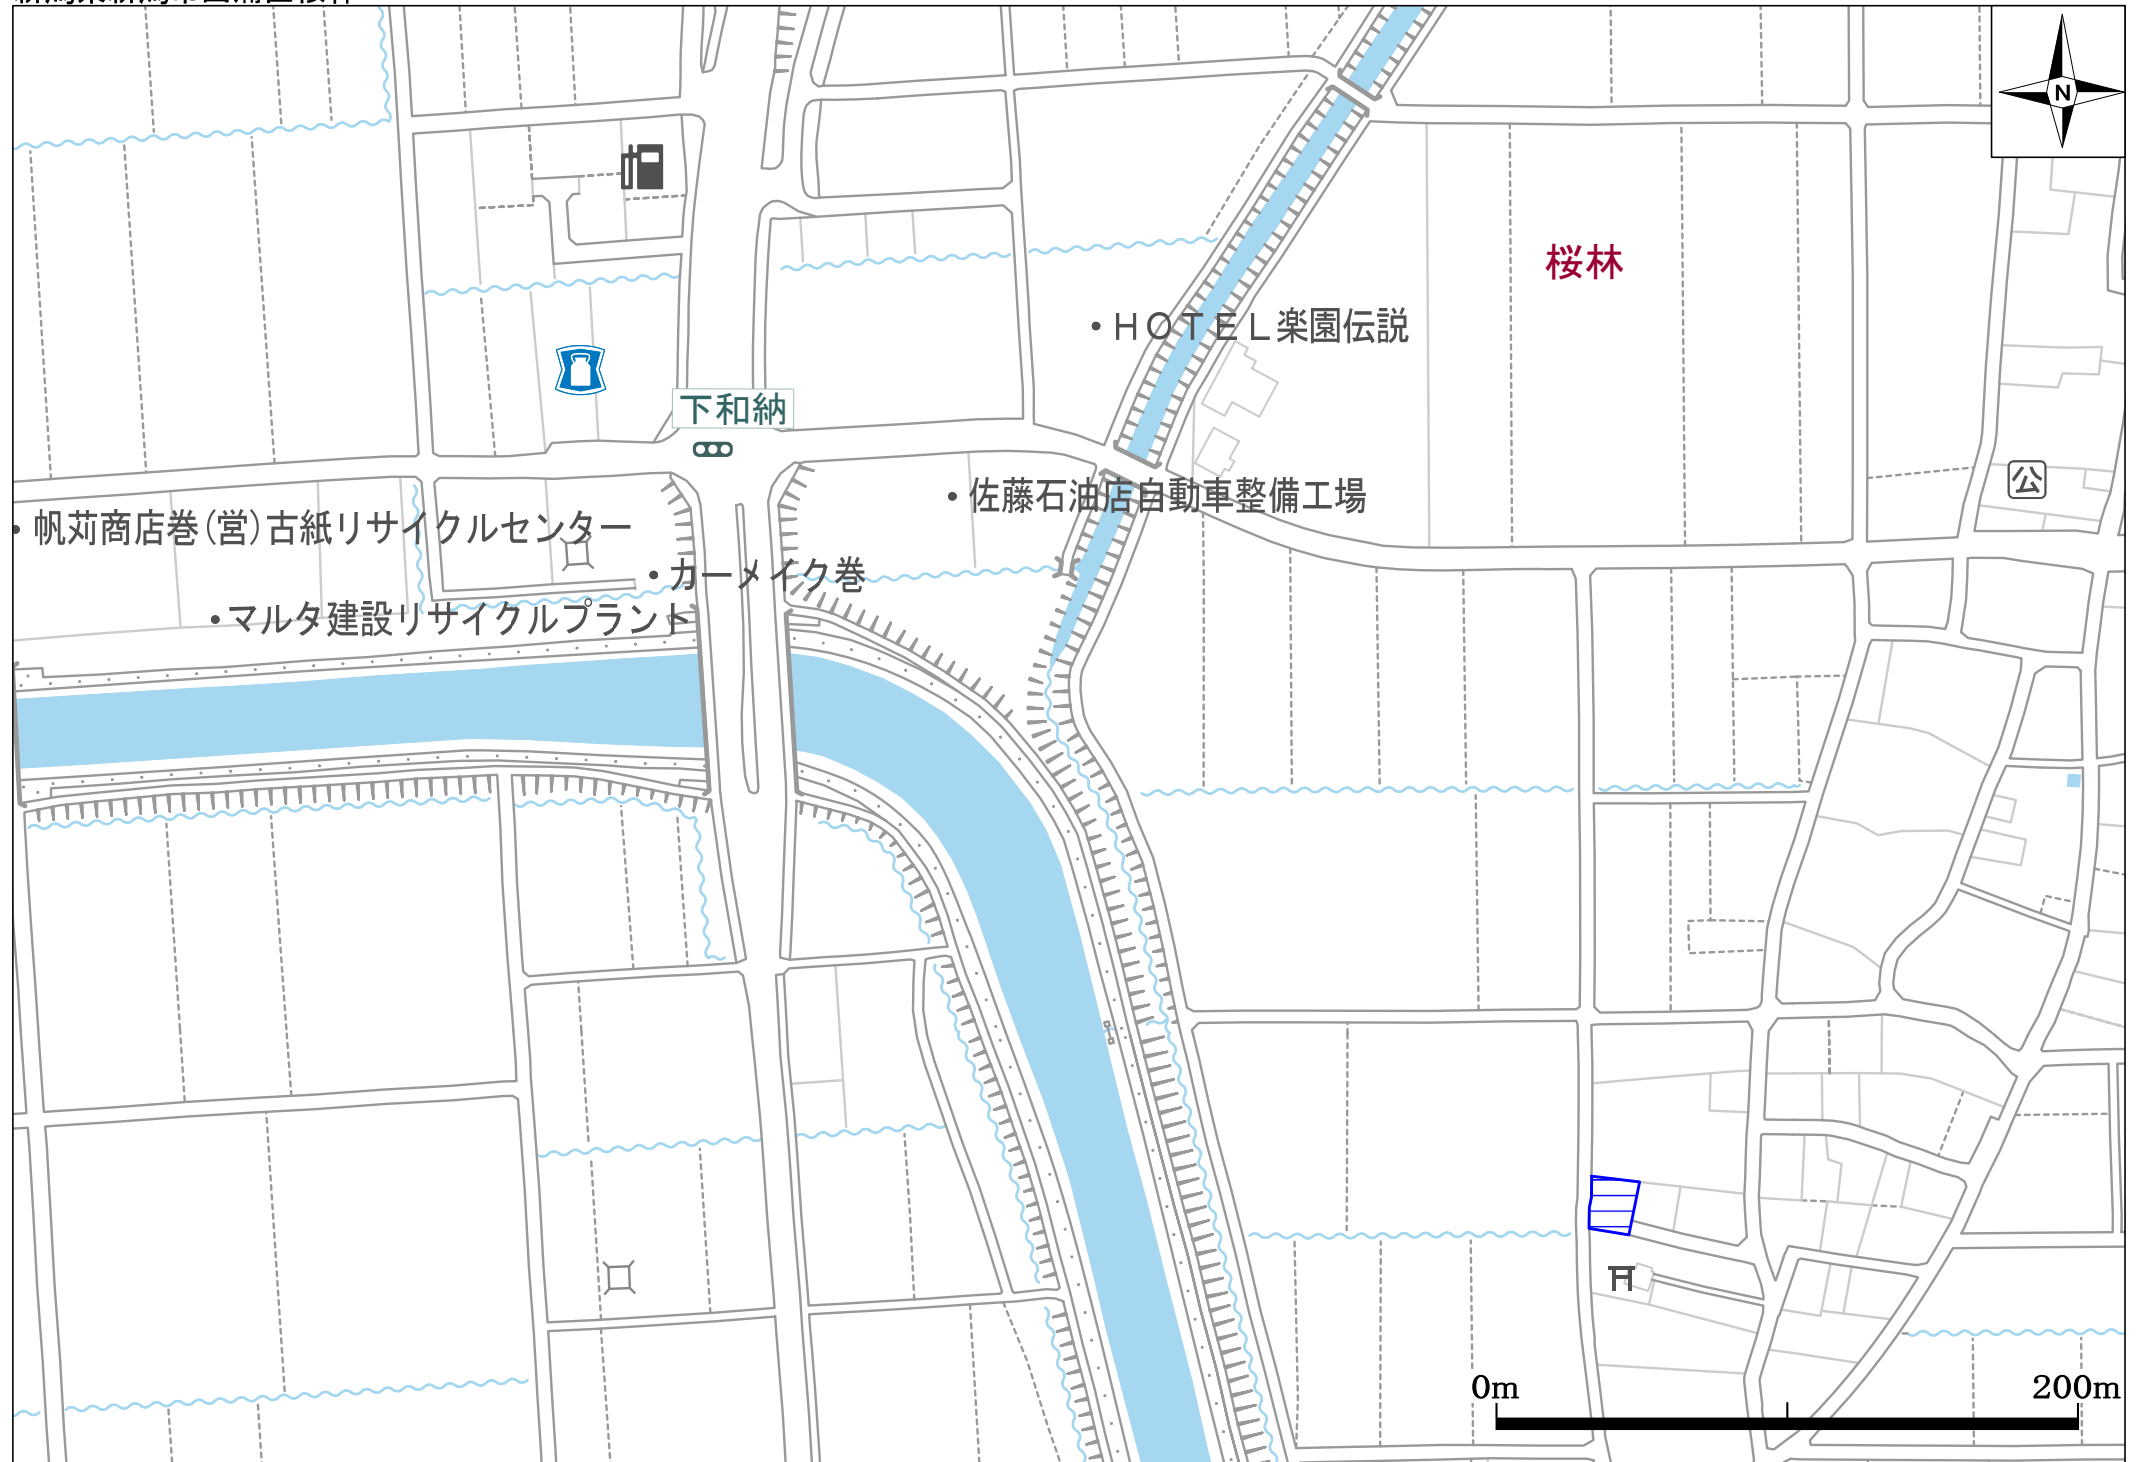 N
桜林
・HOTEL楽園伝説
下和納
公
・佐藤石油店自動車整備工場
・帆苅商店巻(営)古紙リサイクルセンター
・カーメイク巻
・マルタ建設リサイクルプラント
0m
200m